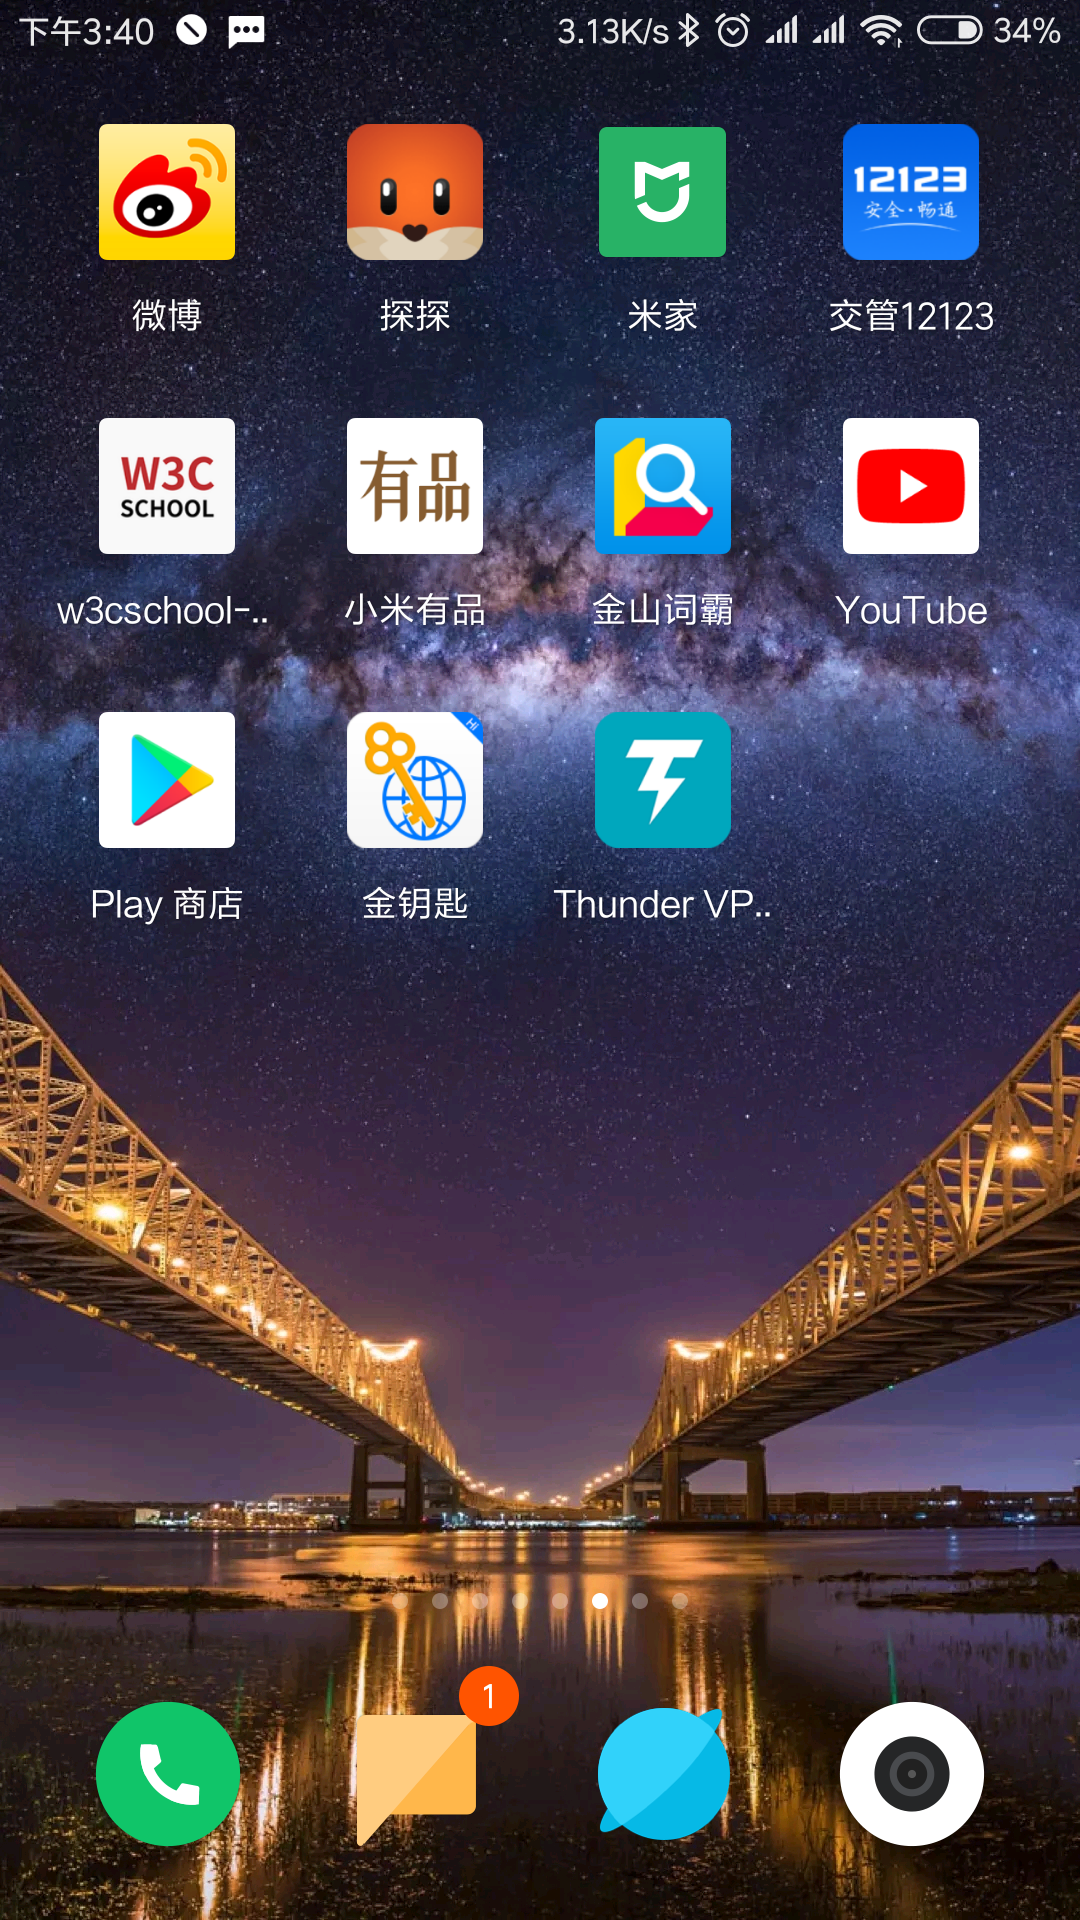 下午3:40 3.13K/s 34%
12123
安全·畅通
微博 探探 米家 交管12123
W3C
SCHOOL
有品
w3cschool-.. 小米有品 金山词霸 YouTube
Hi
Play 商店 金钥匙 Thunder VP..
1